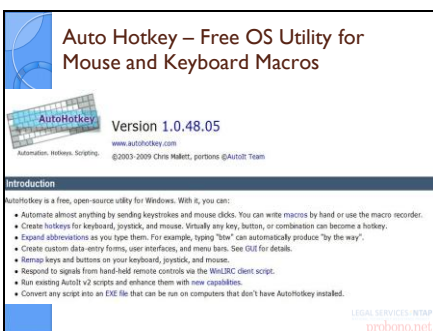 Auto Hotkey – Free OS Utility for
Mouse and Keyboard Macros
AutoHotkey
Automation. Hotkeys. Scripting.
Version 1.0.48.05
www.autohotkey.com
©2003-2009 Chris Mallett, portions ©AutoIt Team
Introduction
AutoHotkey is a free, open-source utility for Windows. With it, you can:
• Automate almost anything by sending keystrokes and mouse clicks. You can write macros by hand or use the macro recorder.
• Create hotkeys for keyboard, joystick, and mouse. Virtually any key, button, or combination can become a hotkey.
• Expand abbreviations as you type them. For example, typing "btw" can automatically produce "by the way".
• Create custom data-entry forms, user interfaces, and menu bars. See GUI for details.
• Remap keys and buttons on your keyboard, joystick, and mouse.
• Respond to signals from hand-held remote controls via the WinLIRC client script.
• Run existing AutoIt v2 scripts and enhance them with new capabilities.
• Convert any script into an EXE file that can be run on computers that don't have AutoHotkey installed.
LEGAL SERVICES NTAP
probono.net